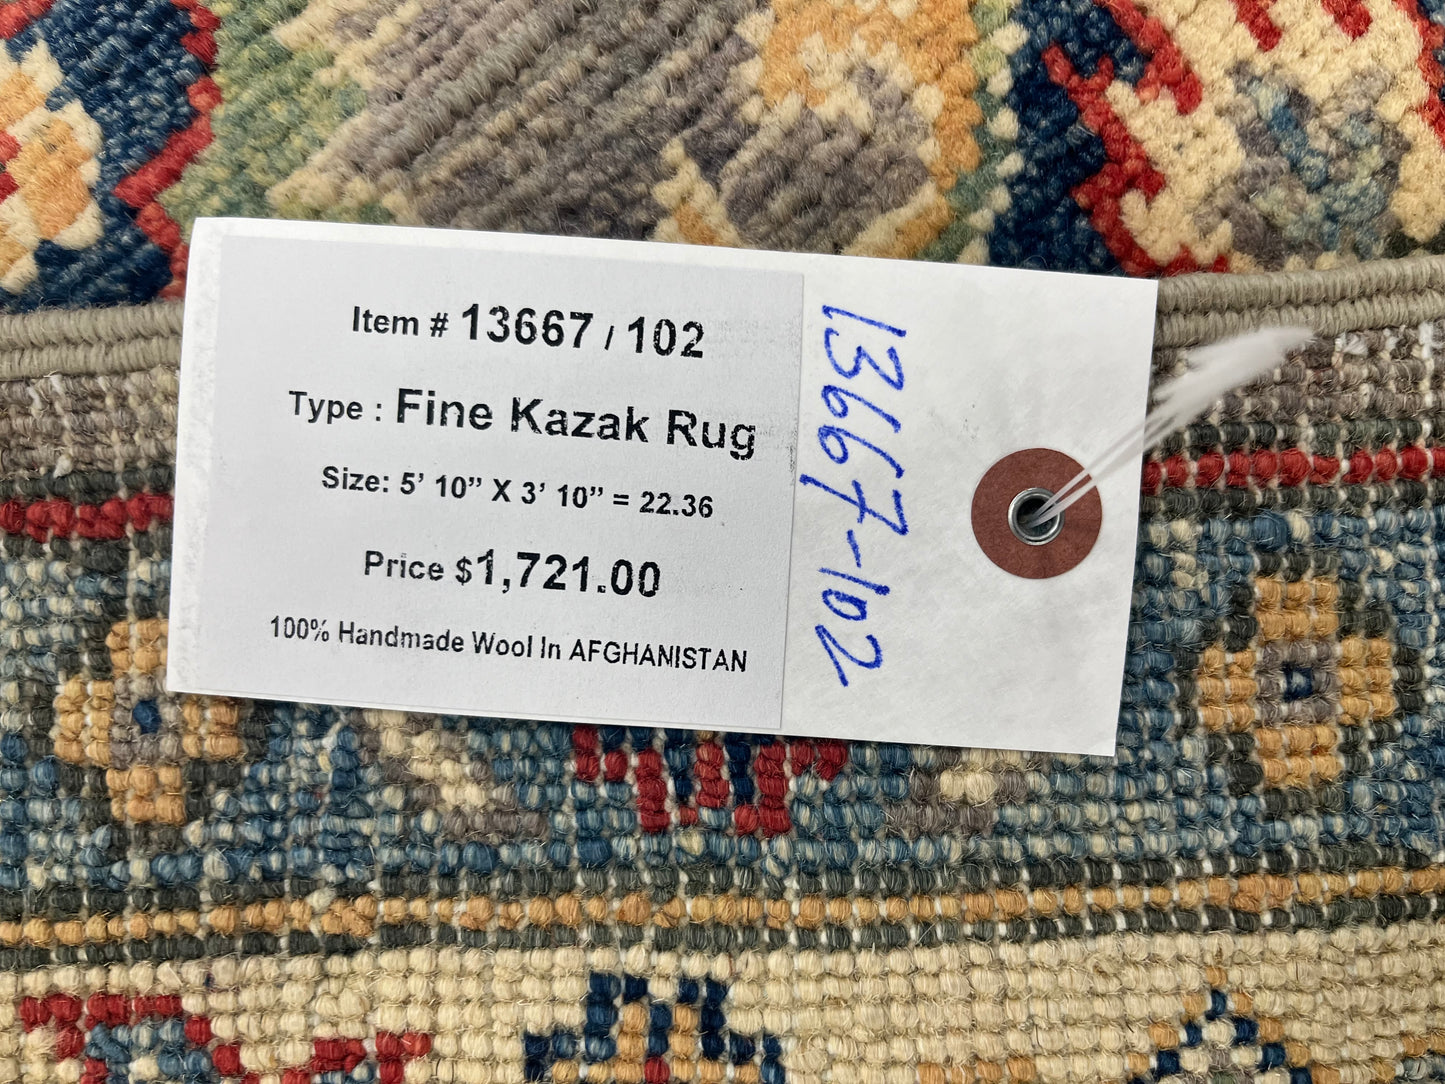 Item # 13667 / 102
Type : Fine Kazak Rug
Size: 5’ 10” X 3’ 10” = 22.36
Price $1,721.00
100% Handmade Wool In AFGHANISTAN
13667-102